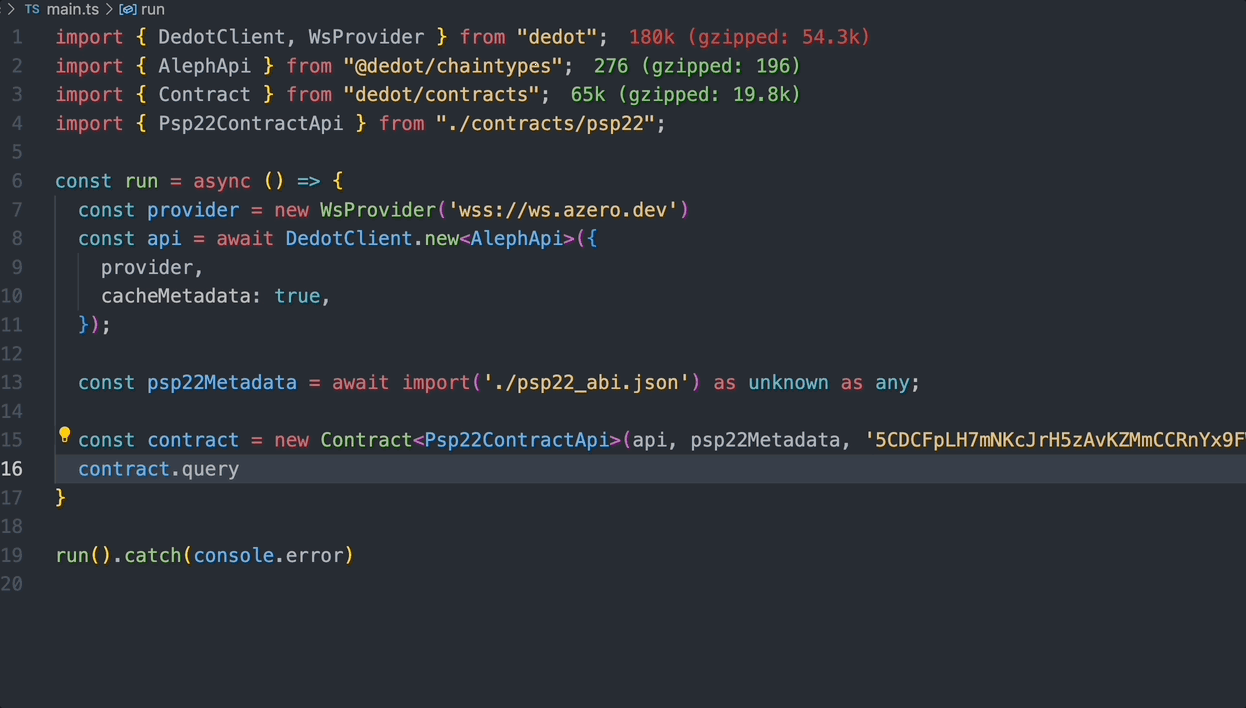 TS main.ts > run
1 import { DedotClient, WsProvider } from "dedot"; 180k (gzipped: 54.3k)
2 import { AlephApi } from "@dedot/chaintypes"; 276 (gzipped: 196)
3 import { Contract } from "dedot/contracts"; 65k (gzipped: 19.8k)
4 import { Psp22ContractApi } from "./contracts/psp22";
5
6 const run = async () => {
7 const provider = new WsProvider('wss://ws.azero.dev')
8 const api = await DedotClient.new<AlephApi>({
9 provider,
10 cacheMetadata: true,
11 });
12
13 const psp22Metadata = await import('./psp22_abi.json') as unknown as any;
14
15 const contract = new Contract<Psp22ContractApi>(api, psp22Metadata, '5CDCFpLH7mNKcJrH5zAvKZMmCCRnYx9F
16 contract.query
17 }
18
19 run().catch(console.error)
20